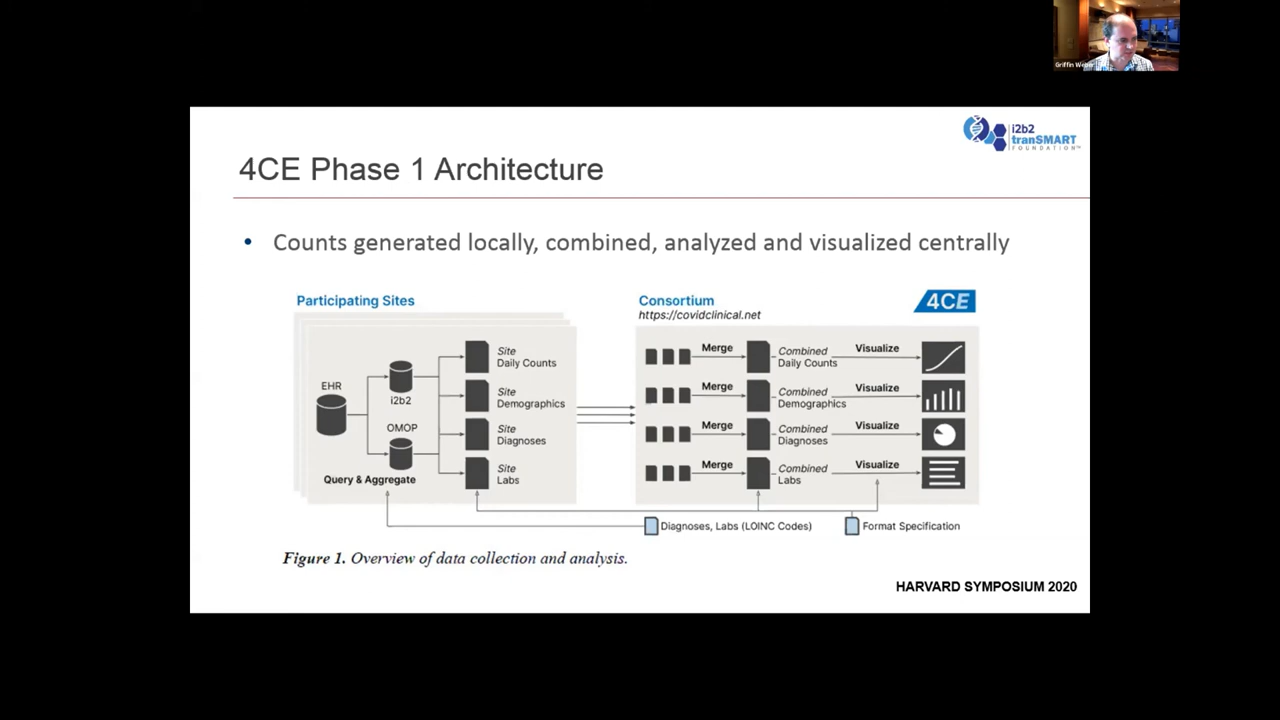 Griffin Weber
i2b2
tranSMART
FOUNDATION
4CE Phase 1 Architecture
• Counts generated locally, combined, analyzed and visualized centrally
Participating Sites
EHR
i2b2
OMOP
Query & Aggregate
Site
Daily Counts
Site
Demographics
Site
Diagnoses
Site
Labs
Consortium
https://covidclinical.net
4CE
Merge
Combined
Daily Counts
Visualize
Merge
Combined
Demographics
Visualize
Merge
Combined
Diagnoses
Visualize
Merge
Combined
Labs
Visualize
Diagnoses, Labs (LOINC Codes)
Format Specification
Figure 1. Overview of data collection and analysis.
HARVARD SYMPOSIUM 2020